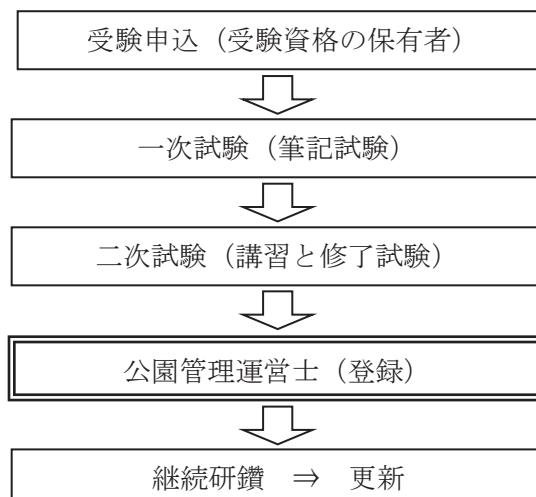 受験申込（受験資格の保有者）
一次試験（筆記試験）
二次試験（講習と修了試験）
公園管理運営士（登録）
継続研鑽　⇒　更新